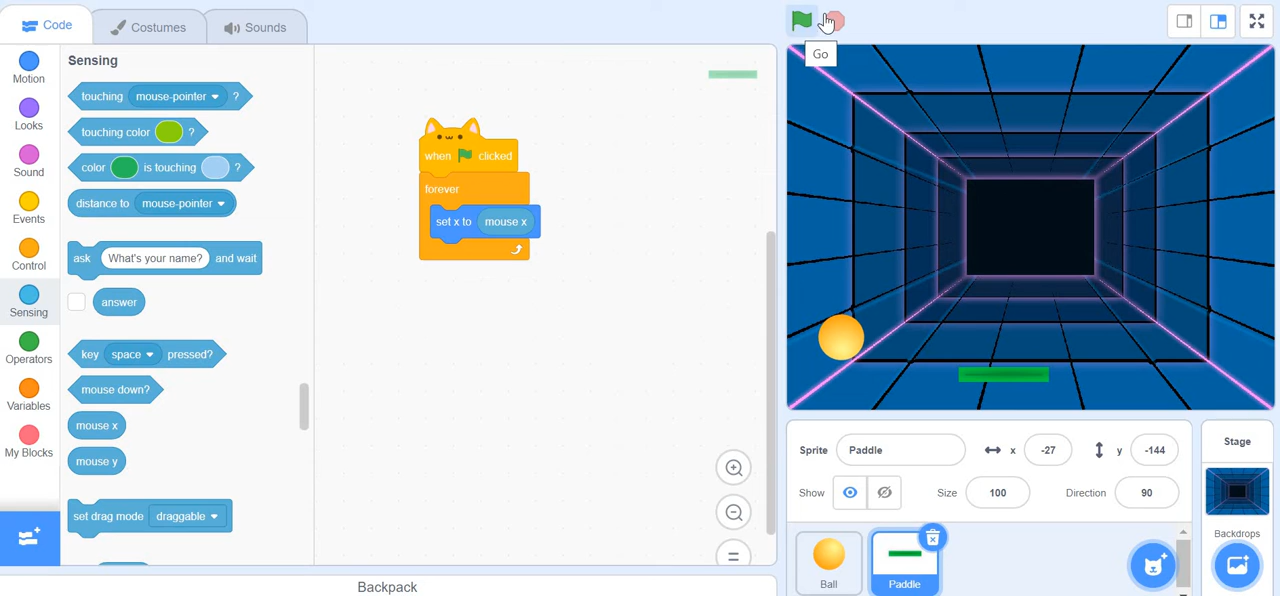 Code Costumes Sounds
Go
Motion
Looks
Sound
Events
Control
Sensing
Operators
Variables
My Blocks
Sensing
touching mouse-pointer ?
touching color ?
color is touching ?
distance to mouse-pointer
ask What's your name? and wait
answer
key space pressed?
mouse down?
mouse x
mouse y
set drag mode draggable
when clicked
forever
set x to mouse x
Backpack
Sprite Paddle x -27 y -144
Show Size 100 Direction 90
Ball Paddle
Stage
Backdrops